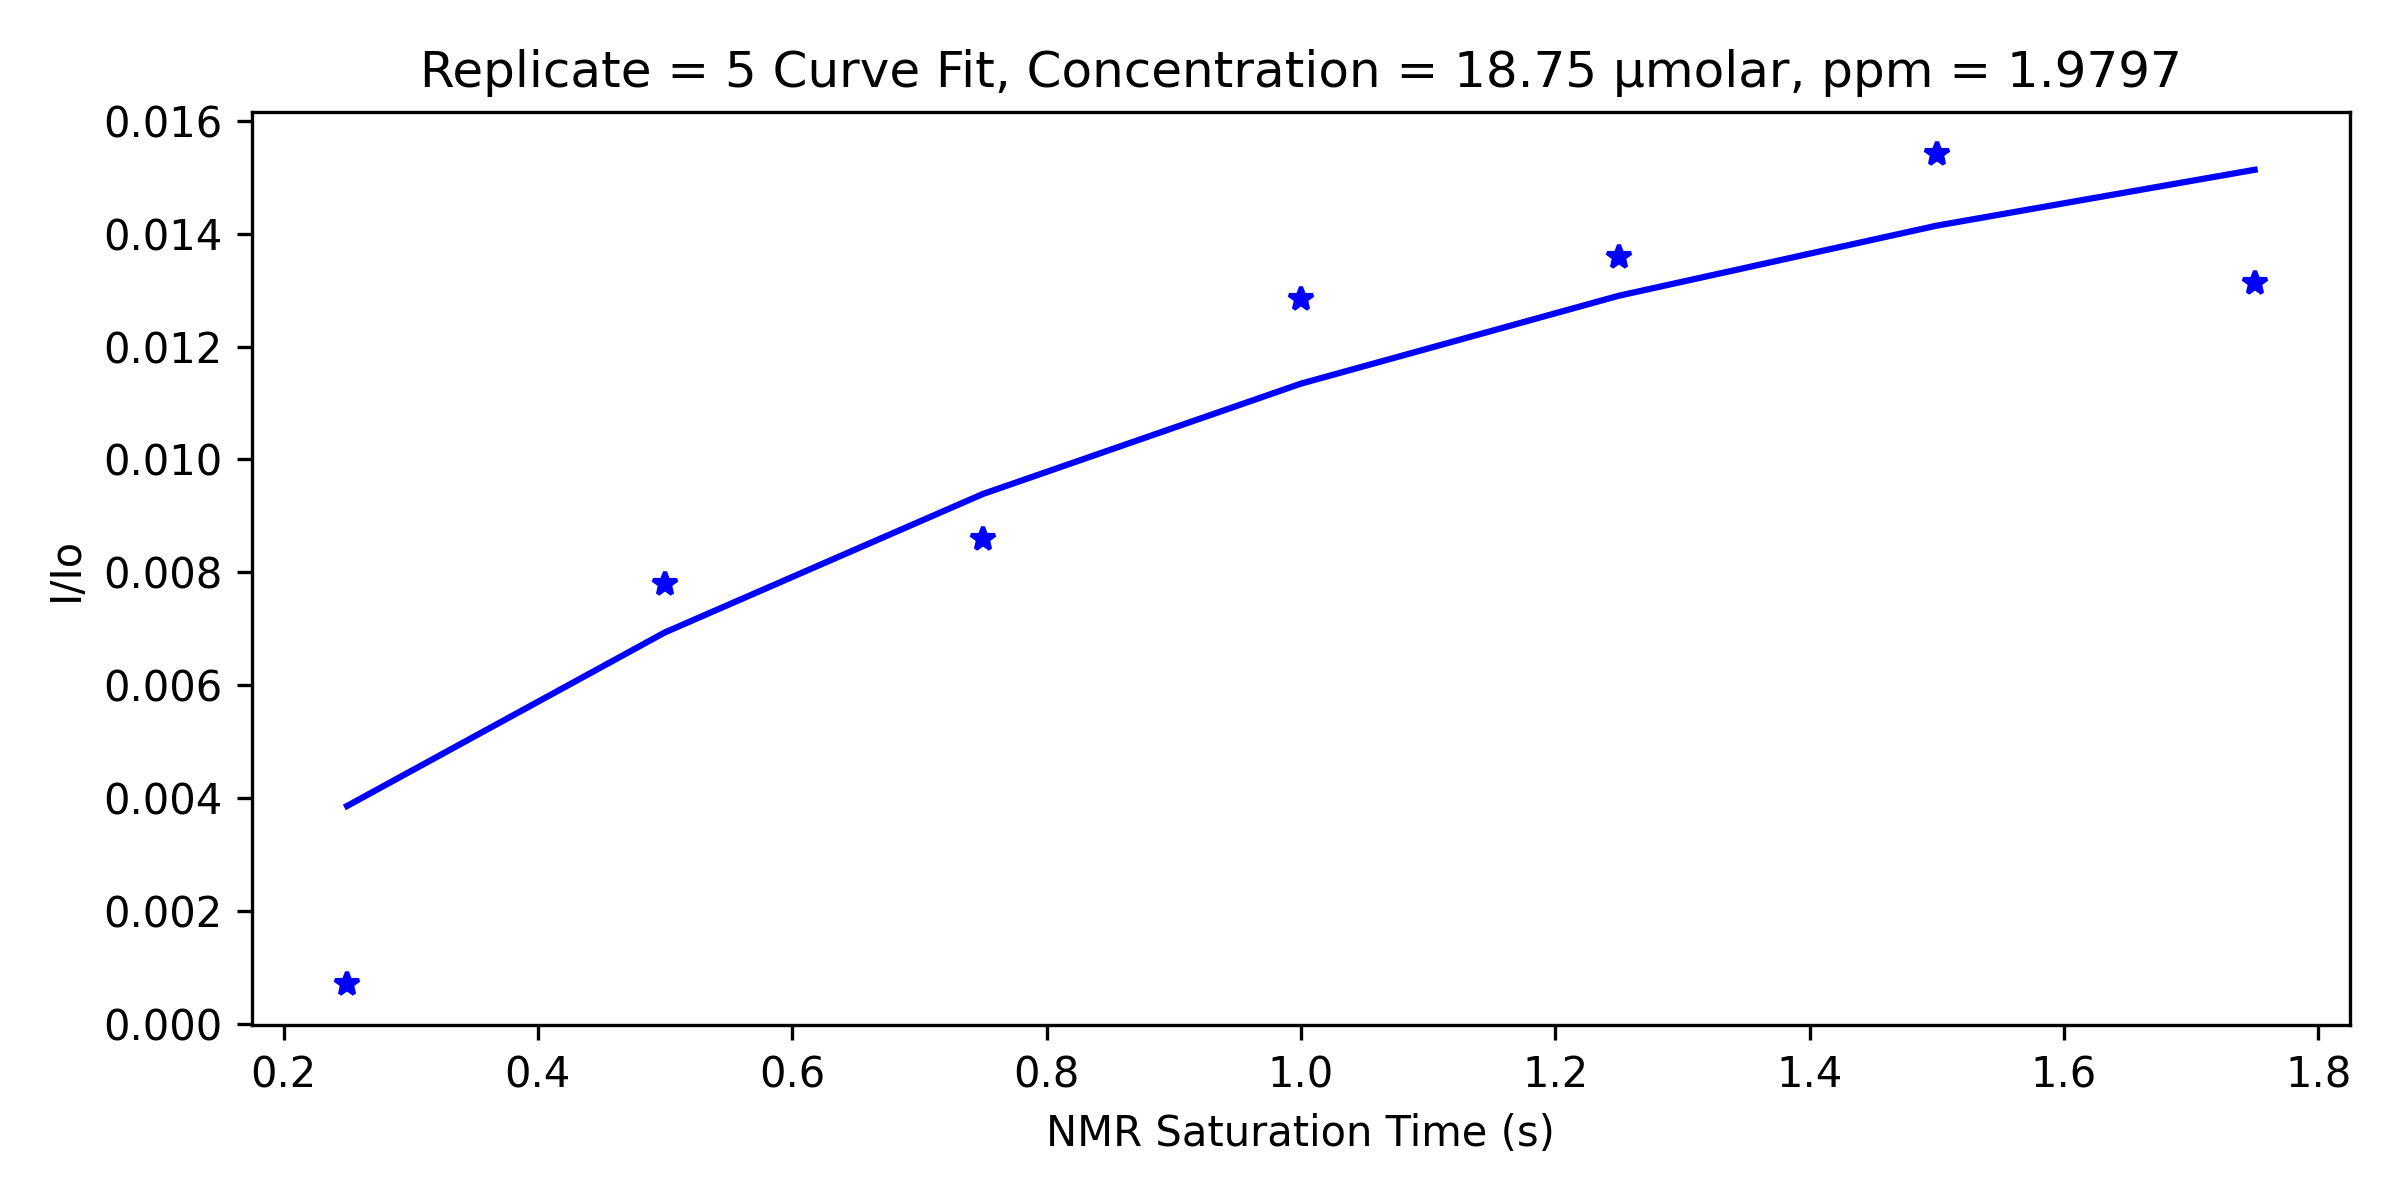 Replicate = 5 Curve Fit, Concentration = 18.75 µmolar, ppm = 1.9797
0.016
0.014
0.012
0.010
0.008
0.006
0.004
0.002
0.000
I/Io
0.2 0.4 0.6 0.8 1.0 1.2 1.4 1.6 1.8
NMR Saturation Time (s)